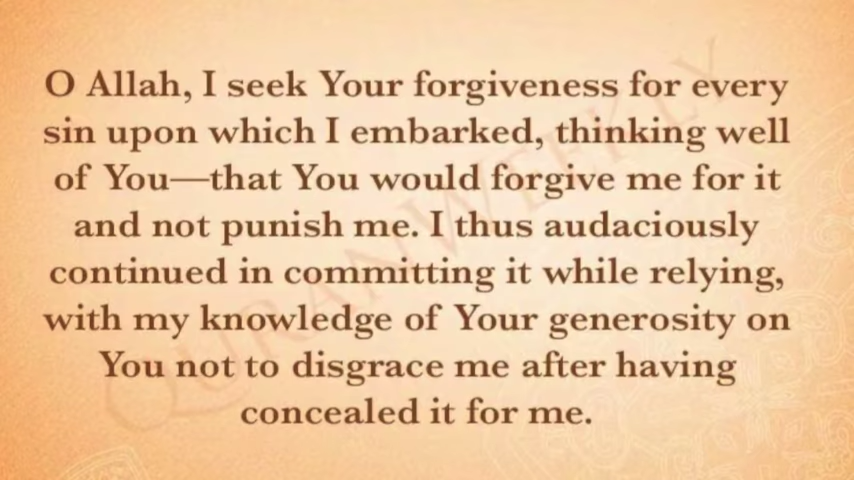 O Allah, I seek Your forgiveness for every
sin upon which I embarked, thinking well
of You—that You would forgive me for it
and not punish me. I thus audaciously
continued in committing it while relying,
with my knowledge of Your generosity on
You not to disgrace me after having
concealed it for me.
QURANWEEKLY